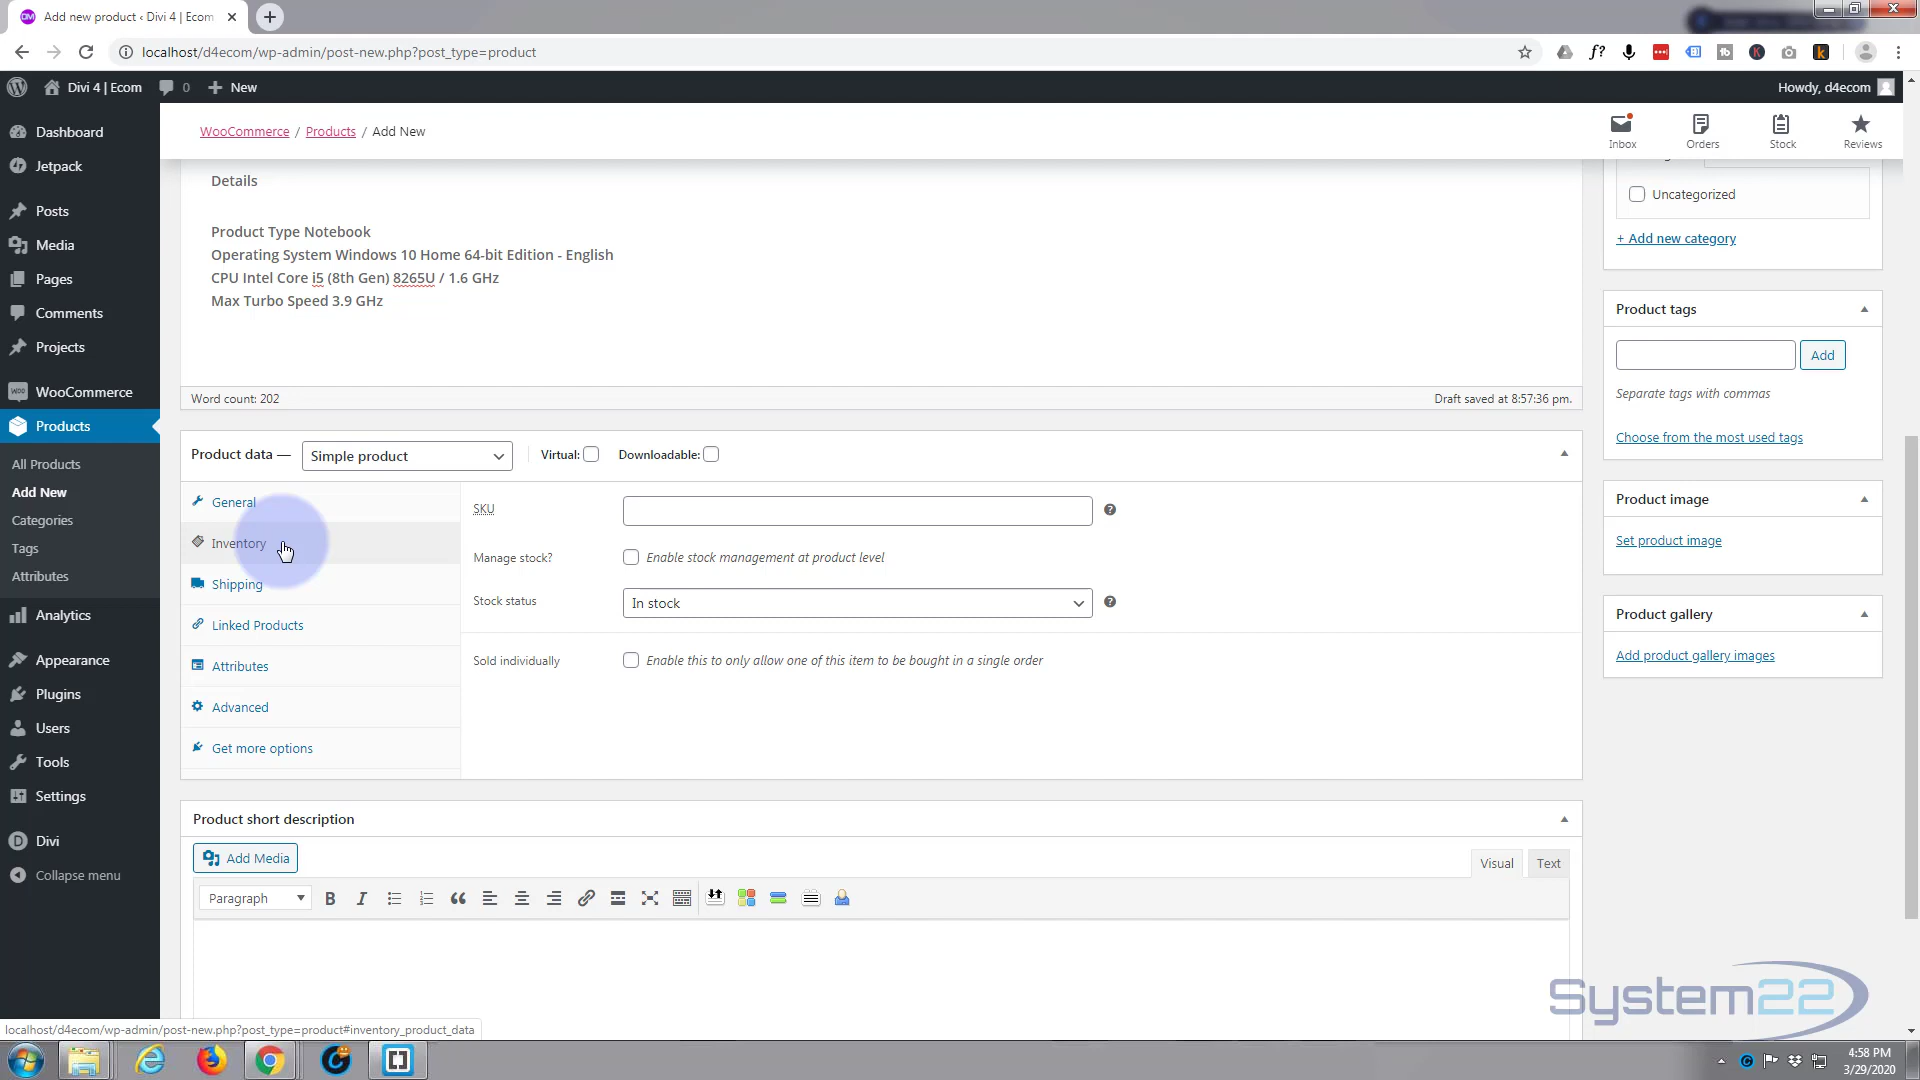 Add new product ‹ Divi 4 | Ecom
localhost/d4ecom/wp-admin/post-new.php?post_type=product
f?
Divi 4 | Ecom
0
New
Howdy, d4ecom
Dashboard
Jetpack
Posts
Media
Pages
Comments
Projects
WooCommerce
Products
All Products
Add New
Categories
Tags
Attributes
Analytics
Appearance
Plugins
Users
Tools
Settings
Divi
Collapse menu
WooCommerce / Products / Add New
Inbox
Orders
Stock
Reviews
Details
Product Type Notebook
Operating System Windows 10 Home 64-bit Edition - English
CPU Intel Core i5 (8th Gen) 8265U / 1.6 GHz
Max Turbo Speed 3.9 GHz
Word count: 202
Draft saved at 8:57:36 pm.
Product data —
Simple product
Virtual:
Downloadable:
General
Inventory
Shipping
Linked Products
Attributes
Advanced
Get more options
SKU
Manage stock?
Enable stock management at product level
Stock status
In stock
Sold individually
Enable this to only allow one of this item to be bought in a single order
Product short description
Add Media
Visual
Text
Paragraph
B
I
Uncategorized
+ Add new category
Product tags
Add
Separate tags with commas
Choose from the most used tags
Product image
Set product image
Product gallery
Add product gallery images
System22
localhost/d4ecom/wp-admin/post-new.php?post_type=product#inventory_product_data
4:58 PM
3/29/2020